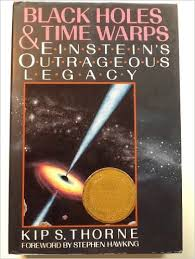 BLACK HOLES
& TIME WARPS
EINSTEIN'S
OUTRAGEOUS
LEGACY
KIP S. THORNE
FOREWORD BY STEPHEN HAWKING